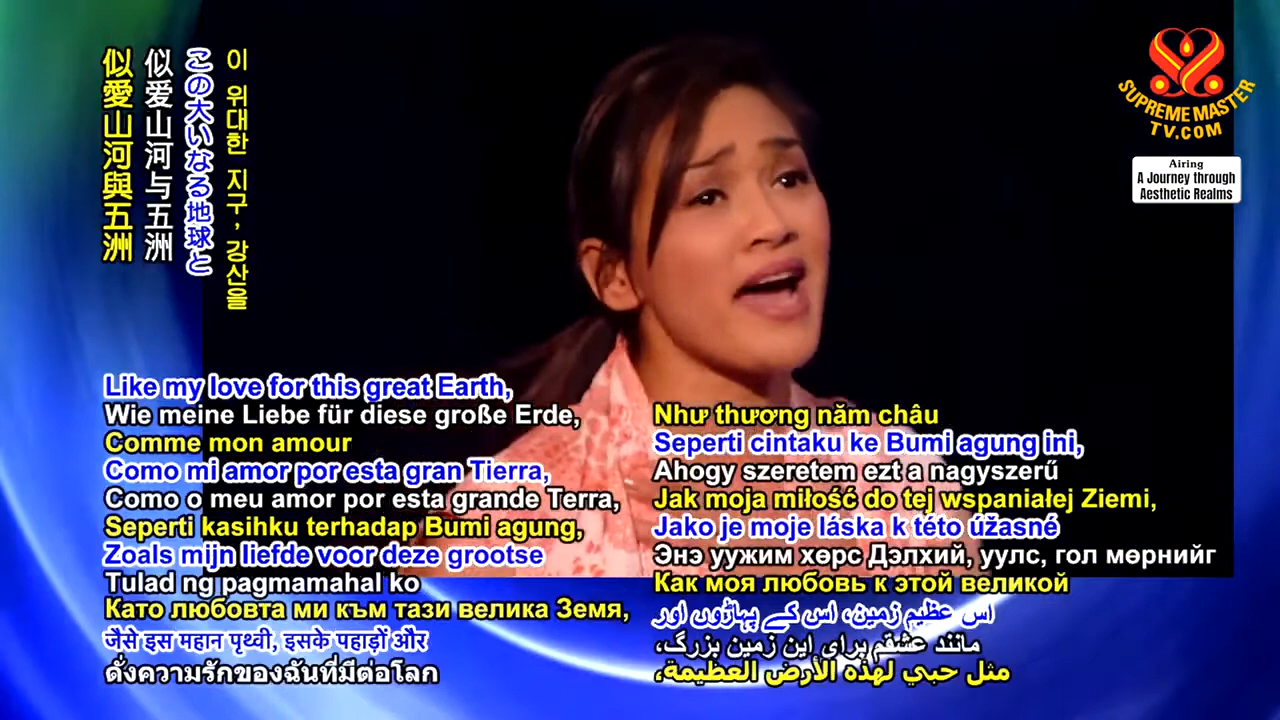 似愛山河與五洲
似爱山河与五洲
この大いなる地球と
이 위대한 지구, 강산을
SUPREME MASTER
TV.COM
Airing
A Journey through
Aesthetic Realms
Like my love for this great Earth,
Wie meine Liebe für diese große Erde,
Comme mon amour
Como mi amor por esta gran Tierra,
Como o meu amor por esta grande Terra,
Seperti kasihku terhadap Bumi agung,
Zoals mijn liefde voor deze grootse
Tulad ng pagmamahal ko
Като любовта ми към тази велика Земя,
जैसे इस महान पृथ्वी, इसके पहाड़ों और
ดั่งความรักของฉันที่มีต่อโลก
Như thương năm châu
Seperti cintaku ke Bumi agung ini,
Ahogy szeretem ezt a nagyszerű
Jak moja miłość do tej wspaniałej Ziemi,
Jako je moje láska k této úžasné
Энэ уужим хөрс Дэлхий, уулс, гол мөрнийг
Как моя любовь к этой великой
اس عظیم زمین، اس کے پہاڑوں اور
مانند عشقم برای این زمین بزرگ،
مثل حبي لهذه الأرض العظيمة،